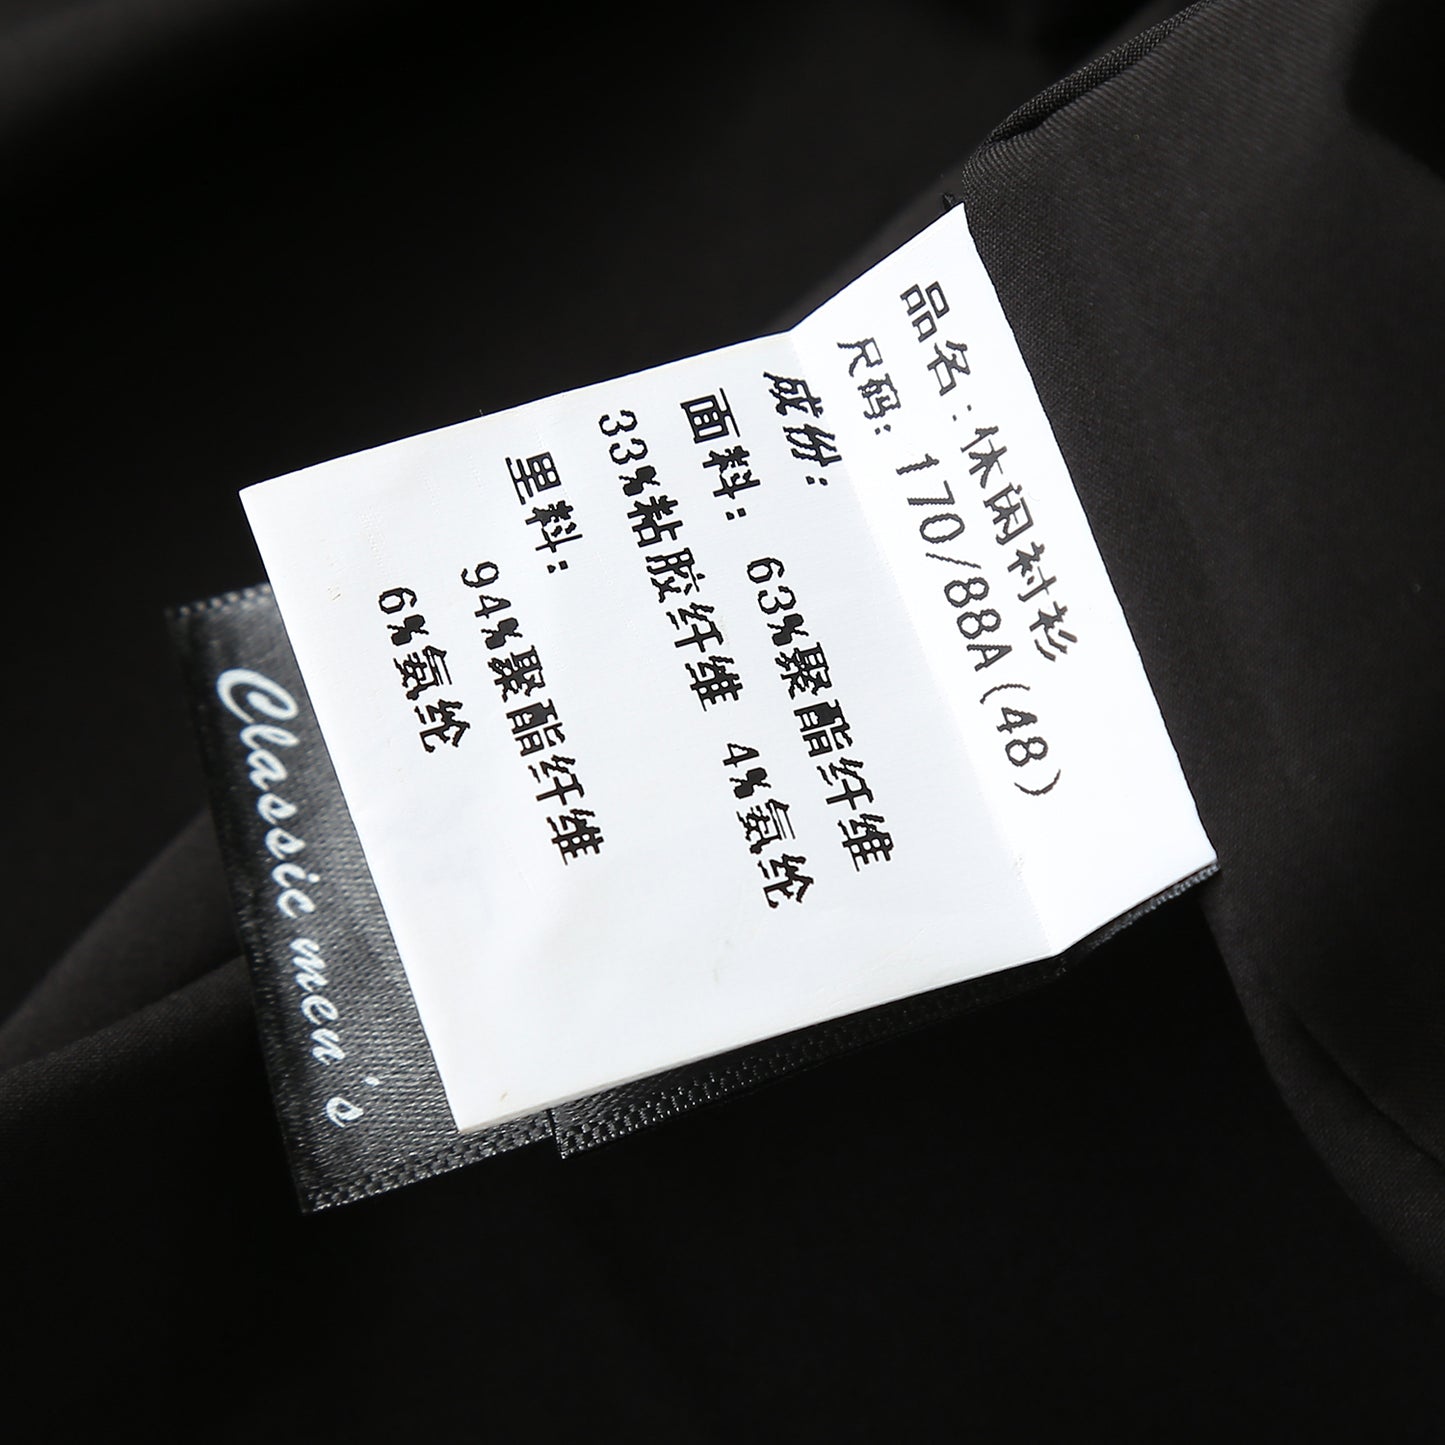 品名:休闲衬衫
尺码:170/88A(48)
成份:
面料: 63%聚酯纤维
33%粘胶纤维 4%氨纶
里料:
94%聚酯纤维
6%氨纶
Classic men's